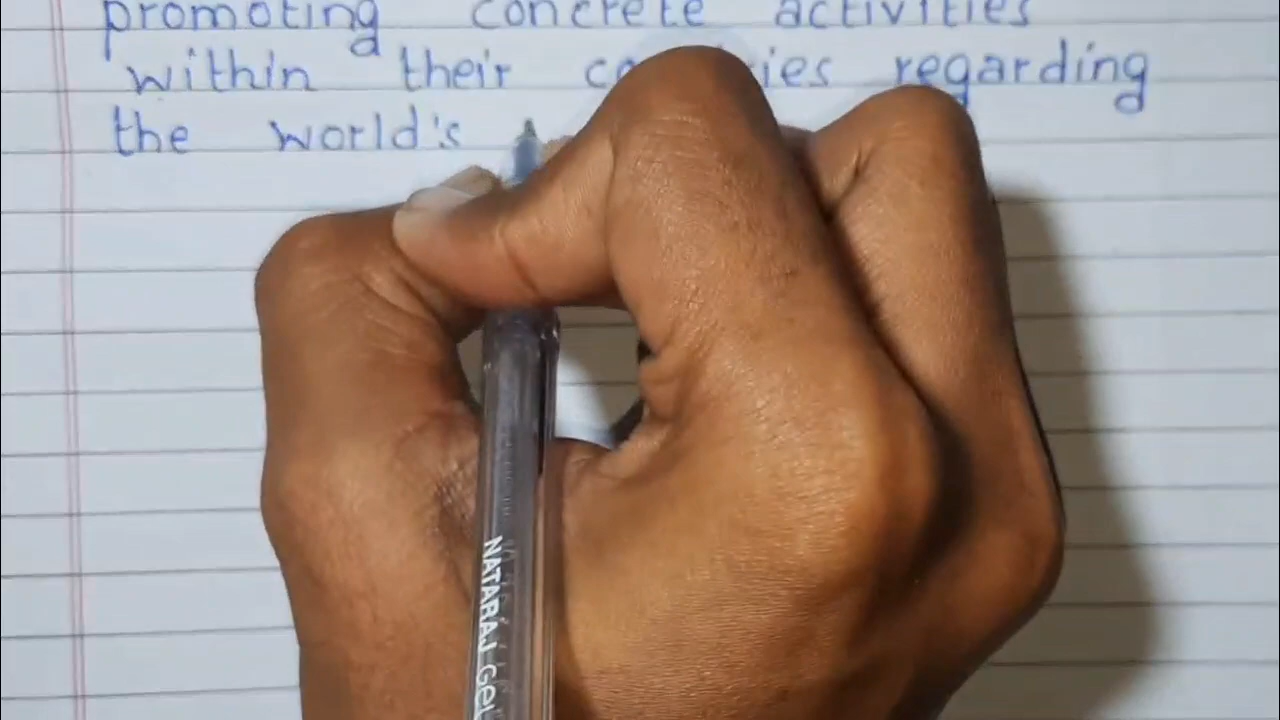 promoting concrete activities
within their regarding
the world's
NATARAJ GEL